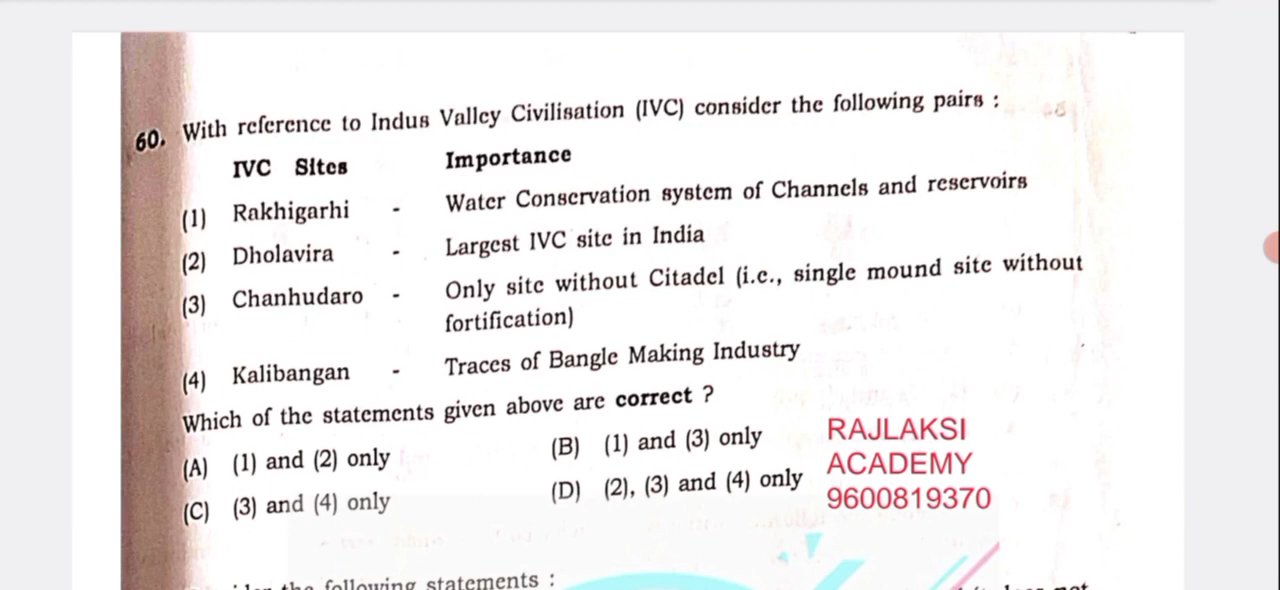 60. With reference to Indus Valley Civilisation (IVC) consider the following pairs :
IVC Sites Importance
(1) Rakhigarhi - Water Conservation system of Channels and reservoirs
(2) Dholavira - Largest IVC site in India
(3) Chanhudaro - Only site without Citadel (i.e., single mound site without
fortification)
(4) Kalibangan - Traces of Bangle Making Industry
Which of the statements given above are correct ?
(A) (1) and (2) only (B) (1) and (3) only
(C) (3) and (4) only (D) (2), (3) and (4) only
RAJLAKSI
ACADEMY
9600819370
the following statements :
not